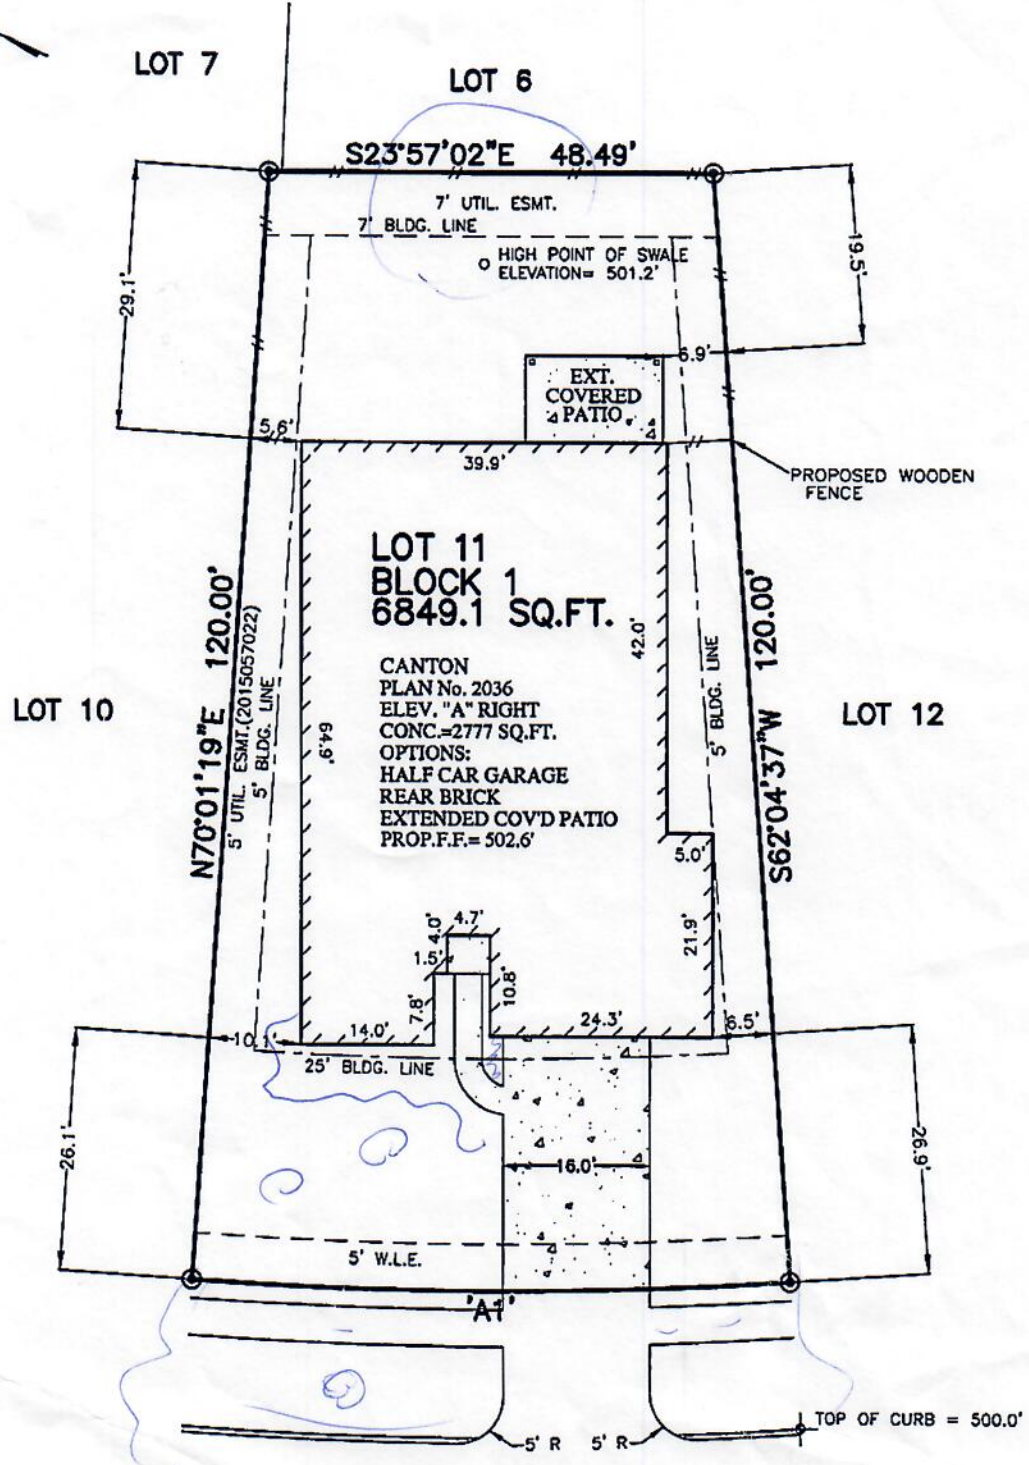 LOT 7
LOT 6
S23°57'02"E 48.49'
7' UTIL. ESMT.
7' BLDG. LINE
HIGH POINT OF SWALE
ELEVATION= 501.2'
29.1'
19.5'
6.9'
EXT.
COVERED
PATIO
5.6'
39.9'
PROPOSED WOODEN
FENCE
LOT 11
BLOCK 1
6849.1 SQ.FT.
CANTON
PLAN No. 2036
ELEV. "A" RIGHT
CONC.=2777 SQ.FT.
OPTIONS:
HALF CAR GARAGE
REAR BRICK
EXTENDED COV'D PATIO
PROP.F.F.= 502.6'
LOT 10
N70°01'19"E 120.00'
5' UTIL. ESMT.(2015057022)
5' BLDG. LINE
64.9'
42.0'
5' BLDG. LINE
S62°04'37"W 120.00'
LOT 12
5.0'
21.9'
4.0'
4.7'
1.5'
7.8'
10.8'
14.0'
24.3'
10.1'
6.5'
25' BLDG. LINE
26.1'
16.0'
26.9'
5' W.L.E.
'A1'
5' R
5' R
TOP OF CURB = 500.0'